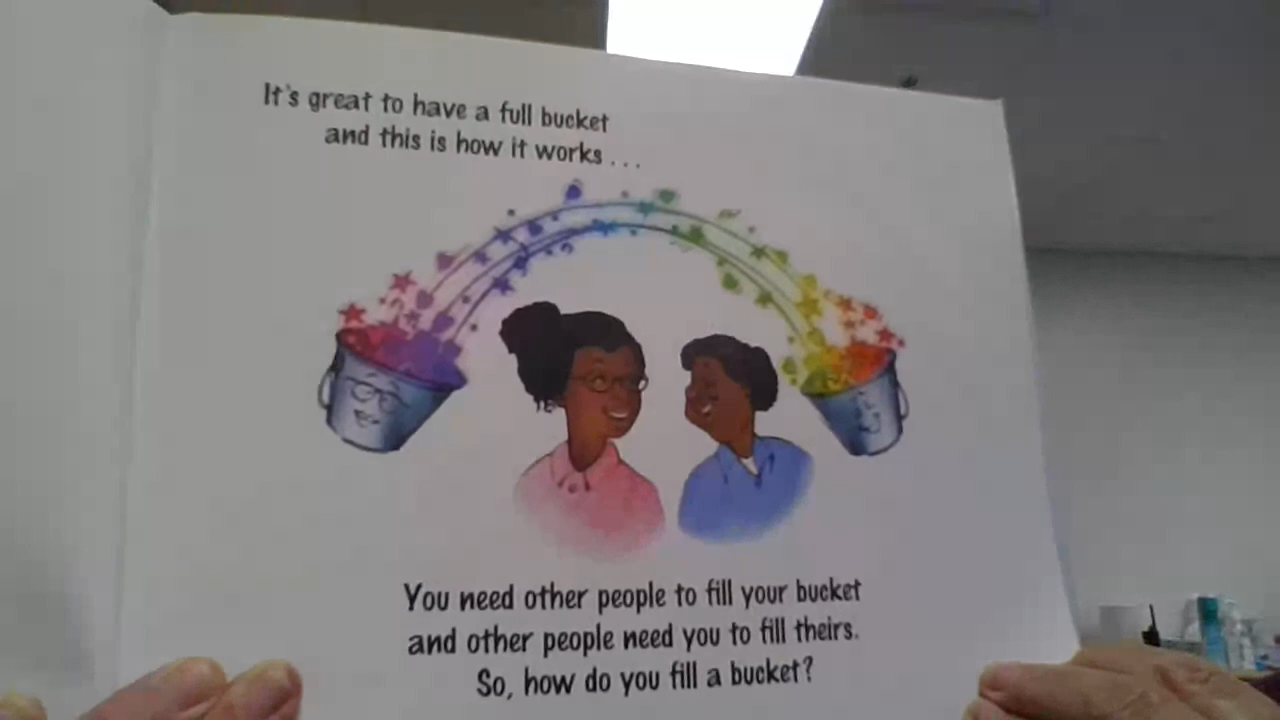 It's great to have a full bucket
and this is how it works . . .
You need other people to fill your bucket
and other people need you to fill theirs.
So, how do you fill a bucket?